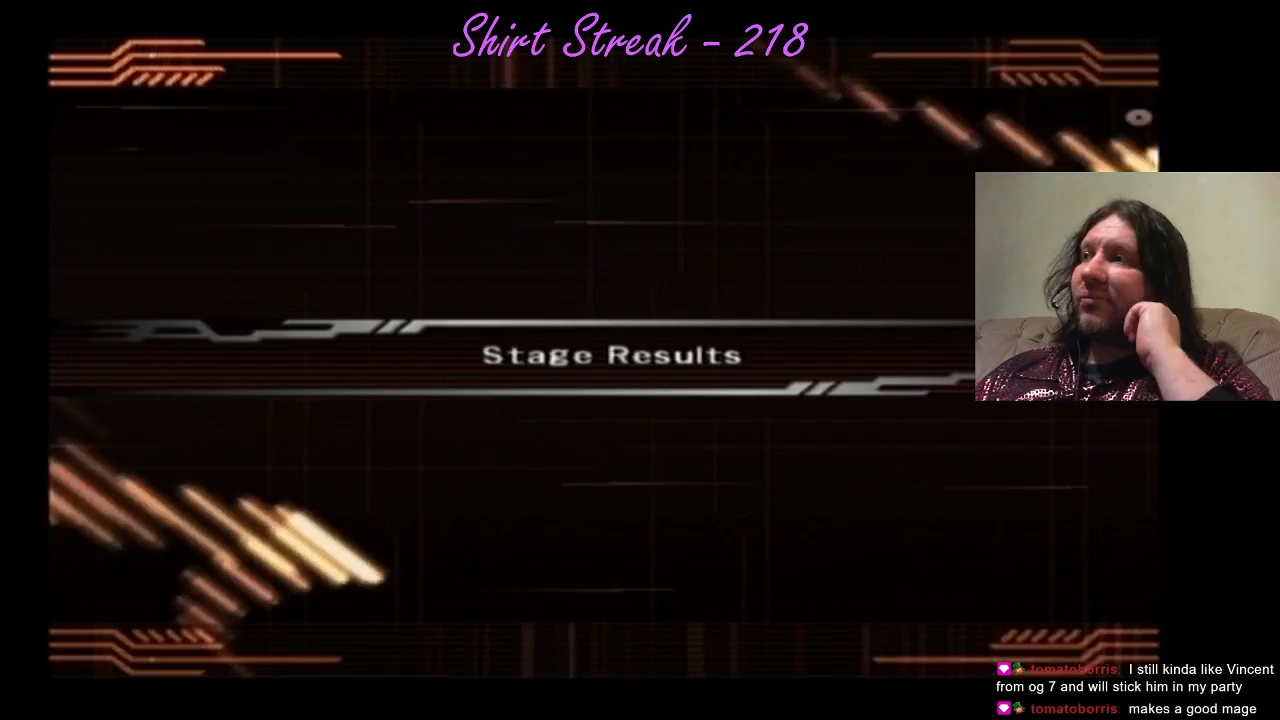 Shirt Streak - 218
Stage Results
tomatoborris: I still kinda like Vincent
from og 7 and will stick him in my party
tomatoborris: makes a good mage